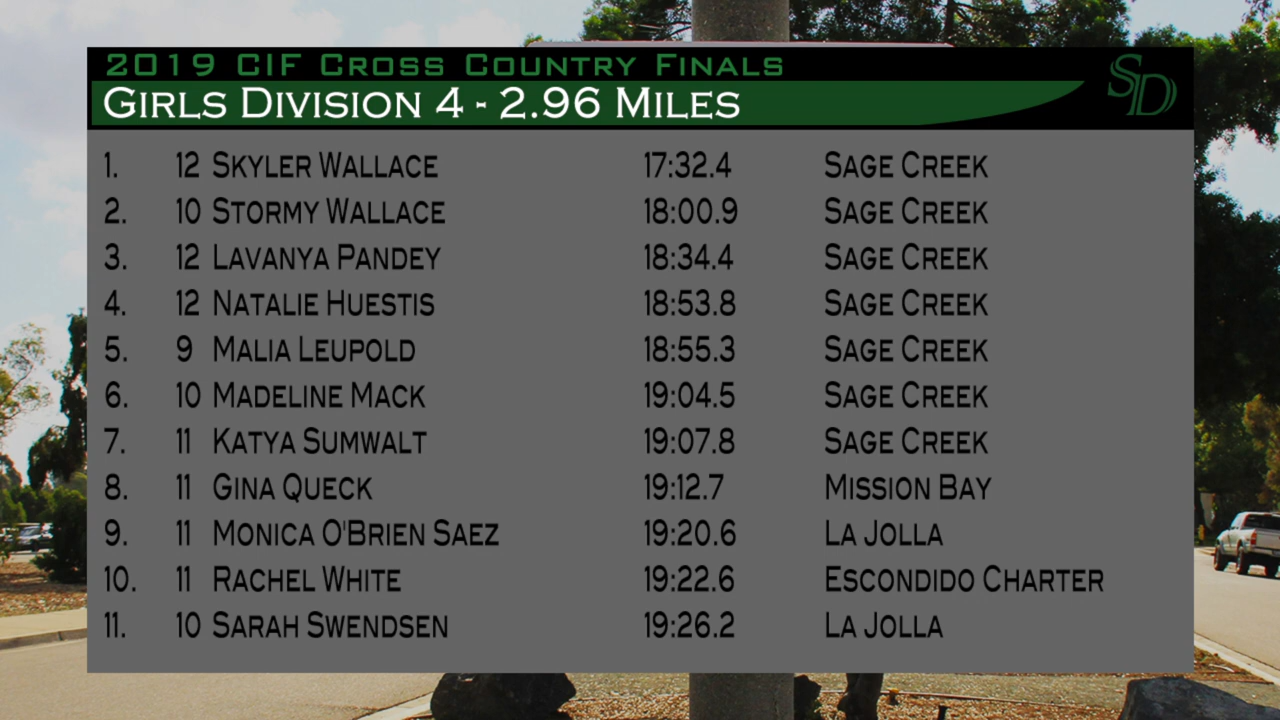 2019 CIF Cross Country Finals
Girls Division 4 - 2.96 Miles
SD
1. 12 Skyler Wallace 17:32.4 Sage Creek
2. 10 Stormy Wallace 18:00.9 Sage Creek
3. 12 Lavanya Pandey 18:34.4 Sage Creek
4. 12 Natalie Huestis 18:53.8 Sage Creek
5. 9 Malia Leupold 18:55.3 Sage Creek
6. 10 Madeline Mack 19:04.5 Sage Creek
7. 11 Katya Sumwalt 19:07.8 Sage Creek
8. 11 Gina Queck 19:12.7 Mission Bay
9. 11 Monica O'Brien Saez 19:20.6 La Jolla
10. 11 Rachel White 19:22.6 Escondido Charter
11. 10 Sarah Swendsen 19:26.2 La Jolla